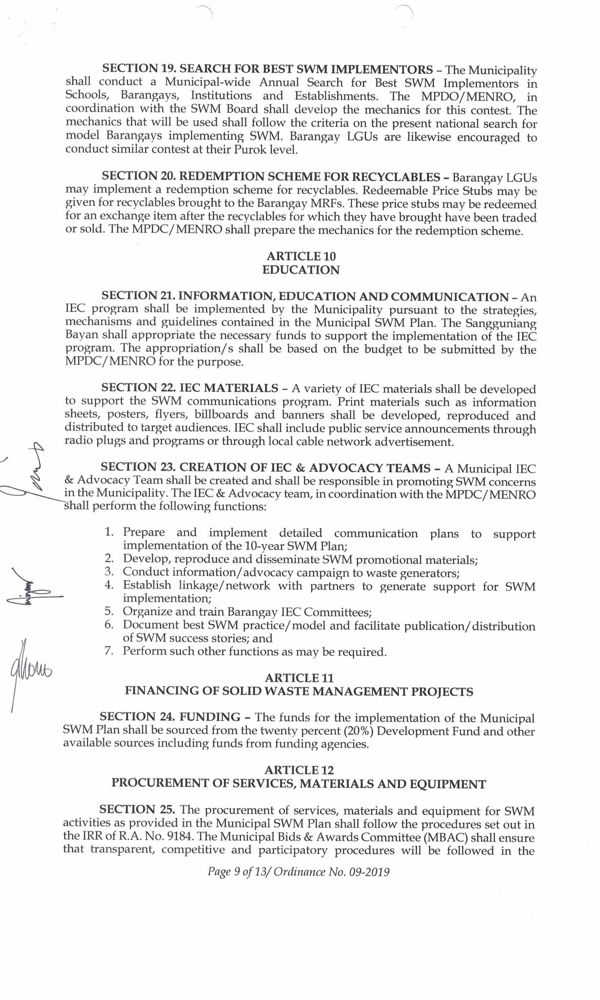 SECTION 19. SEARCH FOR BEST SWM IMPLEMENTORS – The Municipality
shall conduct a Municipal-wide Annual Search for Best SWM Implementors in
Schools, Barangays, Institutions and Establishments. The MPDO/MENRO, in
coordination with the SWM Board shall develop the mechanics for this contest. The
mechanics that will be used shall follow the criteria on the present national search for
model Barangays implementing SWM. Barangay LGUs are likewise encouraged to
conduct similar contest at their Purok level.
SECTION 20. REDEMPTION SCHEME FOR RECYCLABLES – Barangay LGUs
may implement a redemption scheme for recyclables. Redeemable Price Stubs may be
given for recyclables brought to the Barangay MRFs. These price stubs may be redeemed
for an exchange item after the recyclables for which they have brought have been traded
or sold. The MPDC/MENRO shall prepare the mechanics for the redemption scheme.
ARTICLE 10
EDUCATION
SECTION 21. INFORMATION, EDUCATION AND COMMUNICATION – An
IEC program shall be implemented by the Municipality pursuant to the strategies,
mechanisms and guidelines contained in the Municipal SWM Plan. The Sangguniang
Bayan shall appropriate the necessary funds to support the implementation of the IEC
program. The appropriation/s shall be based on the budget to be submitted by the
MPDC/MENRO for the purpose.
SECTION 22. IEC MATERIALS – A variety of IEC materials shall be developed
to support the SWM communications program. Print materials such as information
sheets, posters, flyers, billboards and banners shall be developed, reproduced and
distributed to target audiences. IEC shall include public service announcements through
radio plugs and programs or through local cable network advertisement.
SECTION 23. CREATION OF IEC & ADVOCACY TEAMS – A Municipal IEC
& Advocacy Team shall be created and shall be responsible in promoting SWM concerns
in the Municipality. The IEC & Advocacy team, in coordination with the MPDC/MENRO
shall perform the following functions:
1. Prepare and implement detailed communication plans to support
implementation of the 10-year SWM Plan;
2. Develop, reproduce and disseminate SWM promotional materials;
3. Conduct information/advocacy campaign to waste generators;
4. Establish linkage/network with partners to generate support for SWM
implementation;
5. Organize and train Barangay IEC Committees;
6. Document best SWM practice/model and facilitate publication/distribution
of SWM success stories; and
7. Perform such other functions as may be required.
ARTICLE 11
FINANCING OF SOLID WASTE MANAGEMENT PROJECTS
SECTION 24. FUNDING – The funds for the implementation of the Municipal
SWM Plan shall be sourced from the twenty percent (20%) Development Fund and other
available sources including funds from funding agencies.
ARTICLE 12
PROCUREMENT OF SERVICES, MATERIALS AND EQUIPMENT
SECTION 25. The procurement of services, materials and equipment for SWM
activities as provided in the Municipal SWM Plan shall follow the procedures set out in
the IRR of R.A. No. 9184. The Municipal Bids & Awards Committee (MBAC) shall ensure
that transparent, competitive and participatory procedures will be followed in the
Page 9 of 13/ Ordinance No. 09-2019